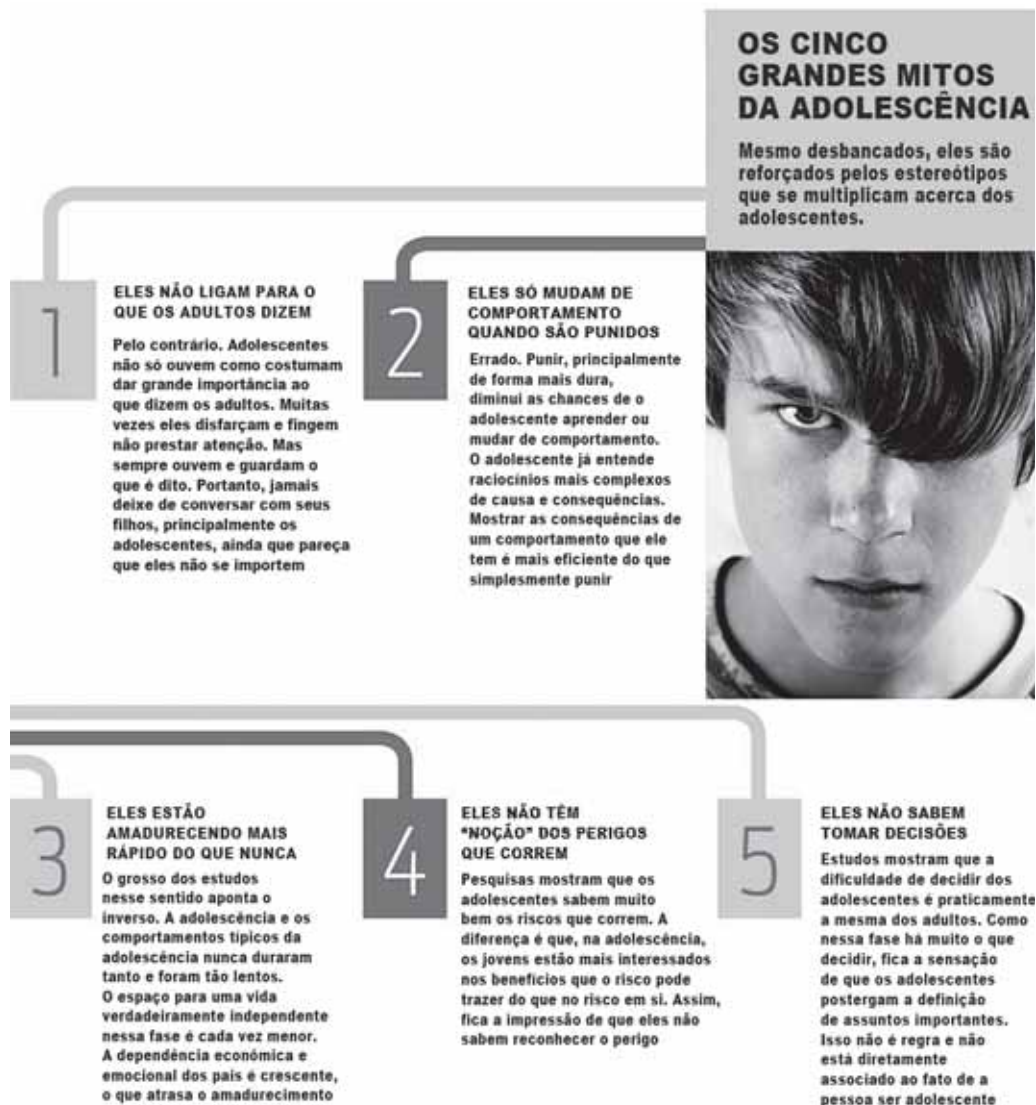 OS CINCO
GRANDES MITOS
DA ADOLESCÊNCIA
Mesmo desbancados, eles são
reforçados pelos estereótipos
que se multiplicam acerca dos
adolescentes.
1
ELES NÃO LIGAM PARA O
QUE OS ADULTOS DIZEM
Pelo contrário. Adolescentes
não só ouvem como costumam
dar grande importância ao
que dizem os adultos. Muitas
vezes eles disfarçam e fingem
não prestar atenção. Mas
sempre ouvem e guardam o
que é dito. Portanto, jamais
deixe de conversar com seus
filhos, principalmente os
adolescentes, ainda que pareça
que eles não se importem
2
ELES SÓ MUDAM DE
COMPORTAMENTO
QUANDO SÃO PUNIDOS
Errado. Punir, principalmente
de forma mais dura,
diminui as chances de o
adolescente aprender ou
mudar de comportamento.
O adolescente já entende
raciocínios mais complexos
de causa e consequências.
Mostrar as consequências de
um comportamento que ele
tem é mais eficiente do que
simplesmente punir
3
ELES ESTÃO
AMADURECENDO MAIS
RÁPIDO DO QUE NUNCA
O grosso dos estudos
nesse sentido aponta o
inverso. A adolescência e os
comportamentos típicos da
adolescência nunca duraram
tanto e foram tão lentos.
O espaço para uma vida
verdadeiramente independente
nessa fase é cada vez menor.
A dependência econômica e
emocional dos pais é crescente,
o que atrasa o amadurecimento
4
ELES NÃO TÊM
"NOÇÃO" DOS PERIGOS
QUE CORREM
Pesquisas mostram que os
adolescentes sabem muito
bem os riscos que correm. A
diferença é que, na adolescência,
os jovens estão mais interessados
nos benefícios que o risco pode
trazer do que no risco em si. Assim,
fica a impressão de que eles não
sabem reconhecer o perigo
5
ELES NÃO SABEM
TOMAR DECISÕES
Estudos mostram que a
dificuldade de decidir dos
adolescentes é praticamente
a mesma dos adultos. Como
nessa fase há muito o que
decidir, fica a sensação
de que os adolescentes
postergam a definição
de assuntos importantes.
Isso não é regra e não
está diretamente
associado ao fato de a
pessoa ser adolescente